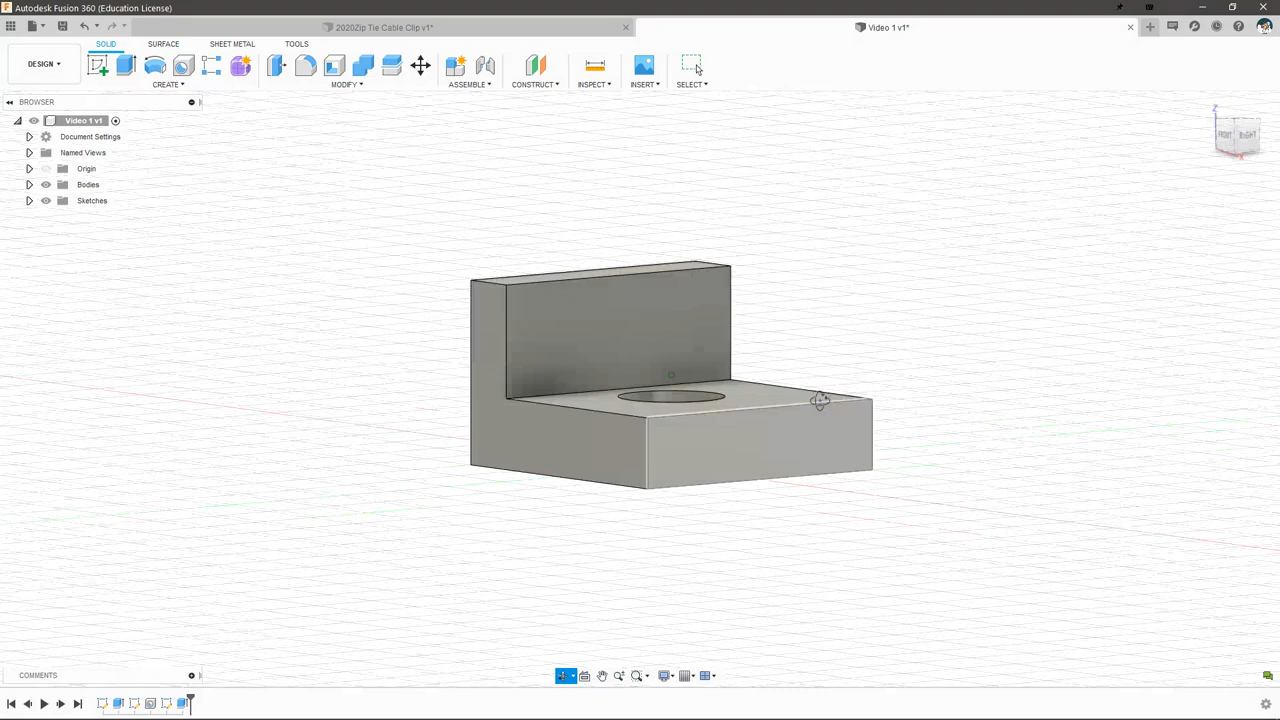 Autodesk Fusion 360 (Education License)
2020Zip Tie Cable Clip v1*
Video 1 v1*
SOLID
SURFACE
SHEET METAL
TOOLS
DESIGN
CREATE
MODIFY
ASSEMBLE
CONSTRUCT
INSPECT
INSERT
SELECT
BROWSER
Video 1 v1
Document Settings
Named Views
Origin
Bodies
Sketches
Z
FRONT
RIGHT
X
COMMENTS